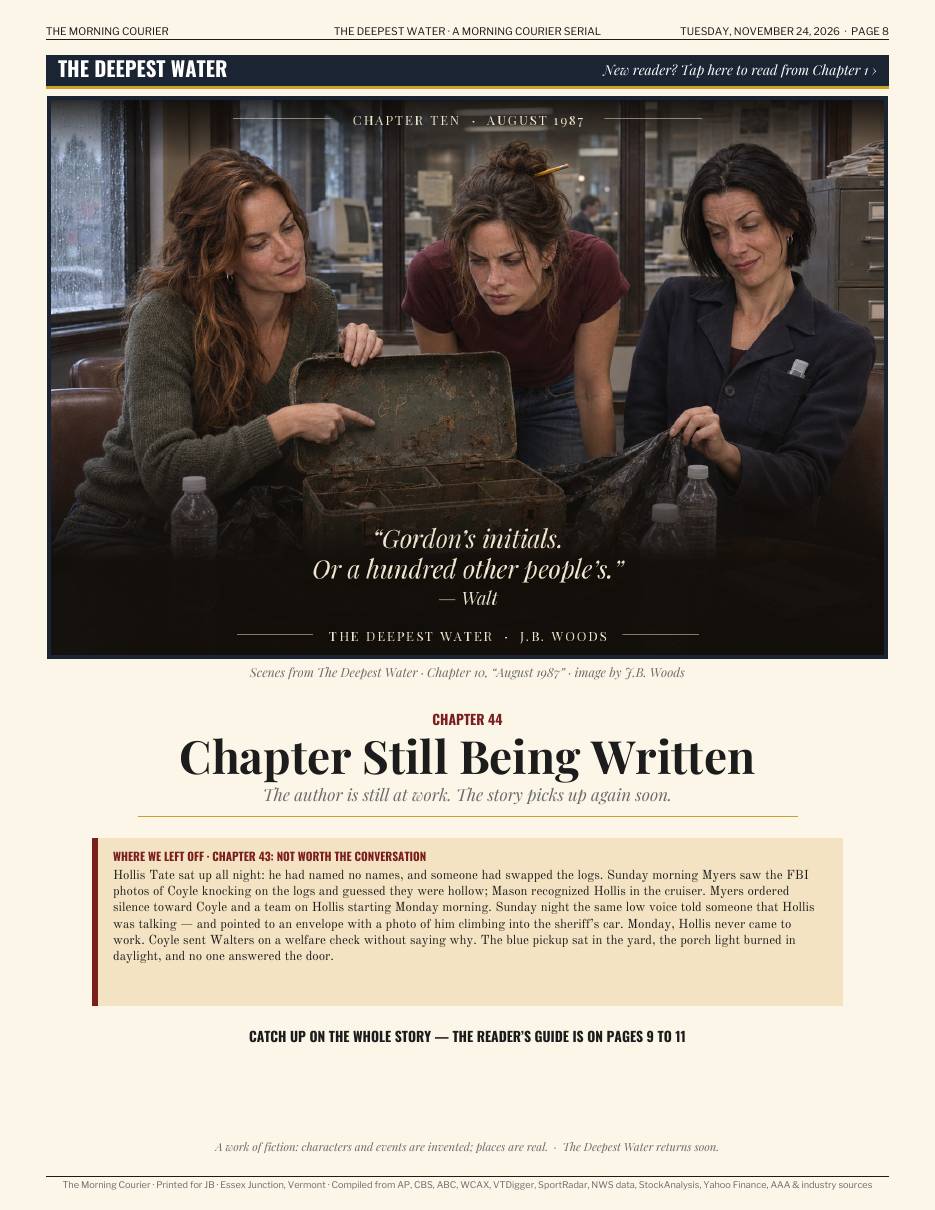 THE MORNING COURIER
THE DEEPEST WATER · A MORNING COURIER SERIAL
TUESDAY, NOVEMBER 24, 2026 · PAGE 8
THE DEEPEST WATER
New reader? Tap here to read from Chapter 1 ›
CHAPTER TEN · AUGUST 1987
GP
“Gordon’s initials.
Or a hundred other people’s.”
— Walt
THE DEEPEST WATER · J.B. WOODS
Scenes from The Deepest Water · Chapter 10, “August 1987” · image by J.B. Woods
CHAPTER 44
Chapter Still Being Written
The author is still at work. The story picks up again soon.
WHERE WE LEFT OFF · CHAPTER 43: NOT WORTH THE CONVERSATION
Hollis Tate sat up all night: he had named no names, and someone had swapped the logs. Sunday morning Myers saw the FBI
photos of Coyle knocking on the logs and guessed they were hollow; Mason recognized Hollis in the cruiser. Myers ordered
silence toward Coyle and a team on Hollis starting Monday morning. Sunday night the same low voice told someone that Hollis
was talking — and pointed to an envelope with a photo of him climbing into the sheriff’s car. Monday, Hollis never came to
work. Coyle sent Walters on a welfare check without saying why. The blue pickup sat in the yard, the porch light burned in
daylight, and no one answered the door.
CATCH UP ON THE WHOLE STORY — THE READER’S GUIDE IS ON PAGES 9 TO 11
A work of fiction: characters and events are invented; places are real. · The Deepest Water returns soon.
The Morning Courier · Printed for JB · Essex Junction, Vermont · Compiled from AP, CBS, ABC, WCAX, VTDigger, SportRadar, NWS data, StockAnalysis, Yahoo Finance, AAA & industry sources